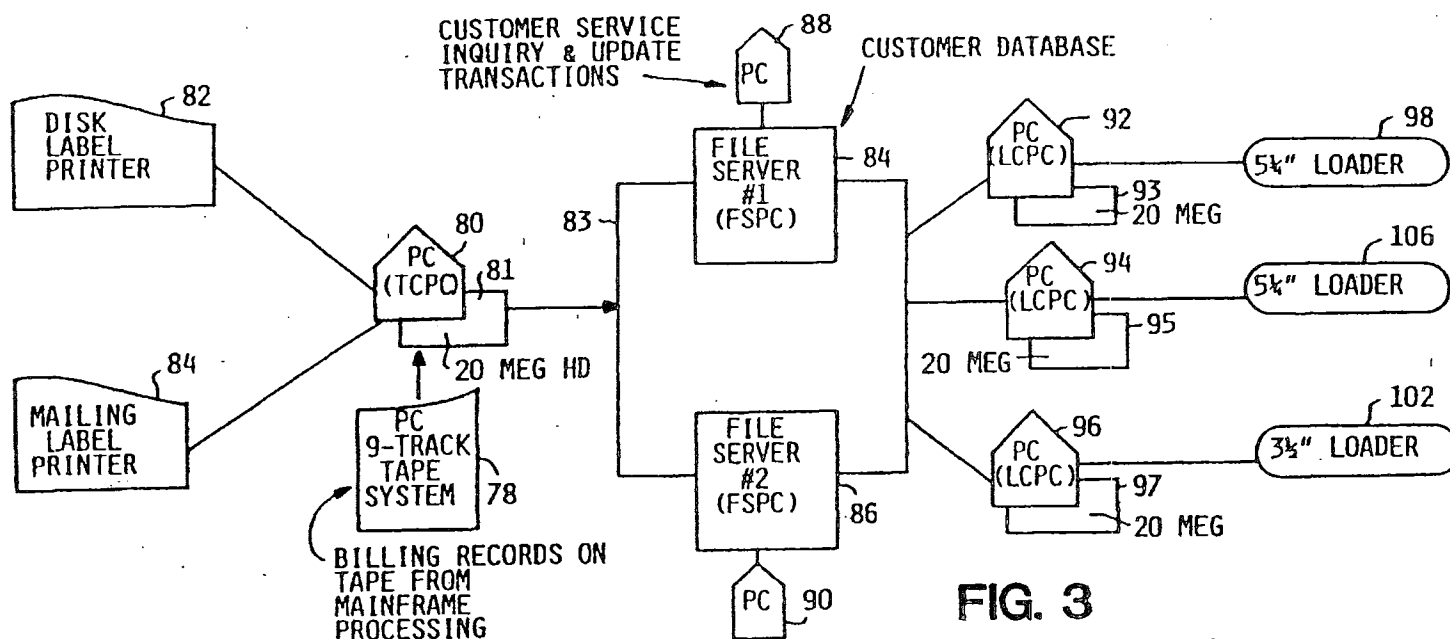 CUSTOMER SERVICE
INQUIRY & UPDATE
TRANSACTIONS
88
PC
CUSTOMER DATABASE
82
DISK
LABEL
PRINTER
FILE
SERVER
#1
(FSPC)
84
83
80
PC
(TCPC)
81
20 MEG HD
84
MAILING
LABEL
PRINTER
PC
9-TRACK
TAPE
SYSTEM
78
BILLING RECORDS ON
TAPE FROM
MAINFRAME
PROCESSING
FILE
SERVER
#2
(FSPC)
86
PC
90
92
PC
(LCPC)
93
20 MEG
98
5¼" LOADER
94
PC
(LCPC)
95
20 MEG
106
5¼" LOADER
96
PC
(LCPC)
97
20 MEG
102
3½" LOADER
FIG. 3